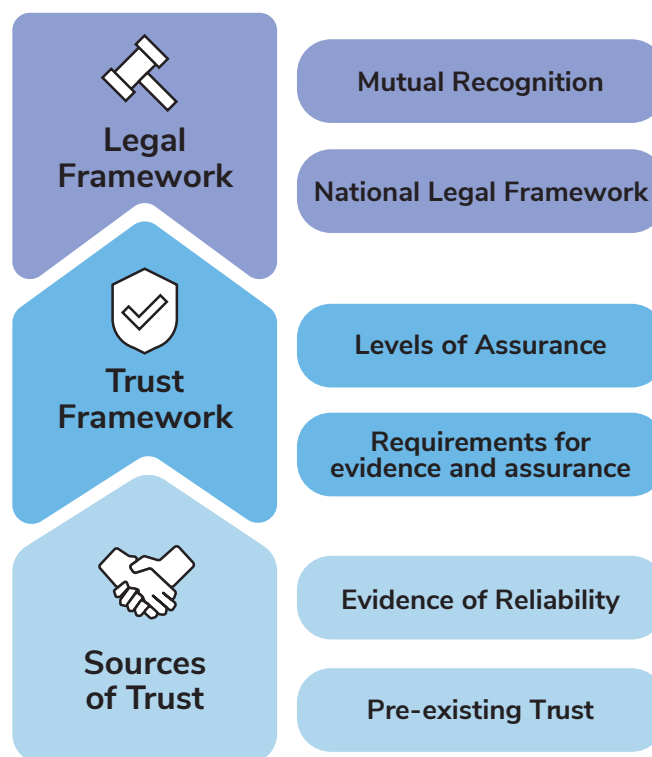 Legal
Framework
Mutual Recognition
National Legal Framework
Trust
Framework
Levels of Assurance
Requirements for
evidence and assurance
Sources
of Trust
Evidence of Reliability
Pre-existing Trust